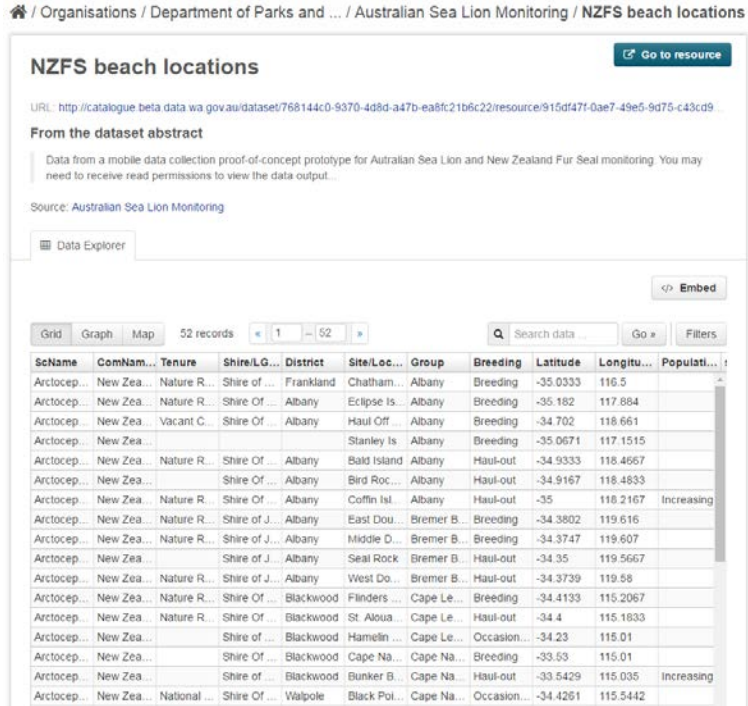 / Organisations / Department of Parks and ... / Australian Sea Lion Monitoring / NZFS beach locations
Go to resource
NZFS beach locations
URL: http://catalogue.beta.data.wa.gov.au/dataset/768144c0-9370-4d8d-a47b-ea8fc21b6c22/resource/915df47f-0ae7-49e5-9d75-c43cd9...
From the dataset abstract
Data from a mobile data collection proof-of-concept prototype for Autralian Sea Lion and New Zealand Fur Seal monitoring. You may
need to receive read permissions to view the data output...
Source: Australian Sea Lion Monitoring
Data Explorer
</> Embed
Grid Graph Map 52 records « 1 – 52 » Search data ... Go » Filters
ScName ComNam... Tenure Shire/LG... District Site/Loc... Group Breeding Latitude Longitu... Populati...
Arctocep... New Zea... Nature R... Shire of ... Frankland Chatham... Albany Breeding -35.0333 116.5
Arctocep... New Zea... Nature R... Shire Of ... Albany Eclipse Is... Albany Breeding -35.182 117.884
Arctocep... New Zea... Vacant C... Shire Of ... Albany Haul Off ... Albany Breeding -34.702 118.661
Arctocep... New Zea... Stanley Is Albany Breeding -35.0671 117.1515
Arctocep... New Zea... Nature R... Shire Of ... Albany Bald Island Albany Haul-out -34.9333 118.4667
Arctocep... New Zea... Shire Of ... Albany Bird Roc... Albany Haul-out -34.9167 118.4833
Arctocep... New Zea... Nature R... Shire Of ... Albany Coffin Isl... Albany Haul-out -35 118.2167 Increasing
Arctocep... New Zea... Nature R... Shire of J... Albany East Dou... Bremer B... Breeding -34.3802 119.616
Arctocep... New Zea... Nature R... Shire of J... Albany Middle D... Bremer B... Breeding -34.3747 119.607
Arctocep... New Zea... Shire of J... Albany Seal Rock Bremer B... Haul-out -34.35 119.5667
Arctocep... New Zea... Nature R... Shire of J... Albany West Do... Bremer B... Haul-out -34.3739 119.58
Arctocep... New Zea... Nature R... Shire Of ... Blackwood Flinders ... Cape Le... Breeding -34.4133 115.2067
Arctocep... New Zea... Nature R... Shire Of ... Blackwood St. Aloua... Cape Le... Haul-out -34.4 115.1833
Arctocep... New Zea... Shire of ... Blackwood Hamelin ... Cape Le... Occasion... -34.23 115.01
Arctocep... New Zea... Shire Of ... Blackwood Cape Na... Cape Na... Breeding -33.53 115.01
Arctocep... New Zea... Shire Of ... Blackwood Bunker B... Cape Na... Haul-out -33.5429 115.035 Increasing
Arctocep... New Zea... National ... Shire Of ... Walpole Black Poi... Cape Na... Occasion... -34.4261 115.5442